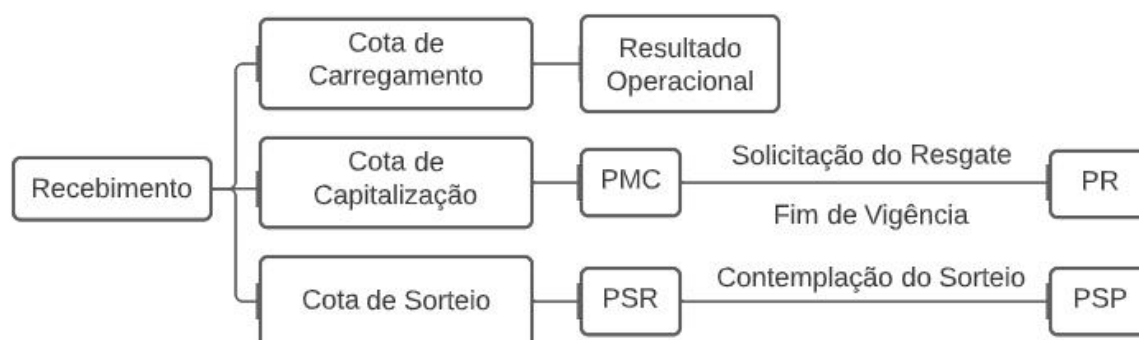 Cota de
Carregamento
Resultado
Operacional
Recebimento
Cota de
Capitalização
PMC
Solicitação do Resgate
Fim de Vigência
PR
Cota de Sorteio
PSR
Contemplação do Sorteio
PSP